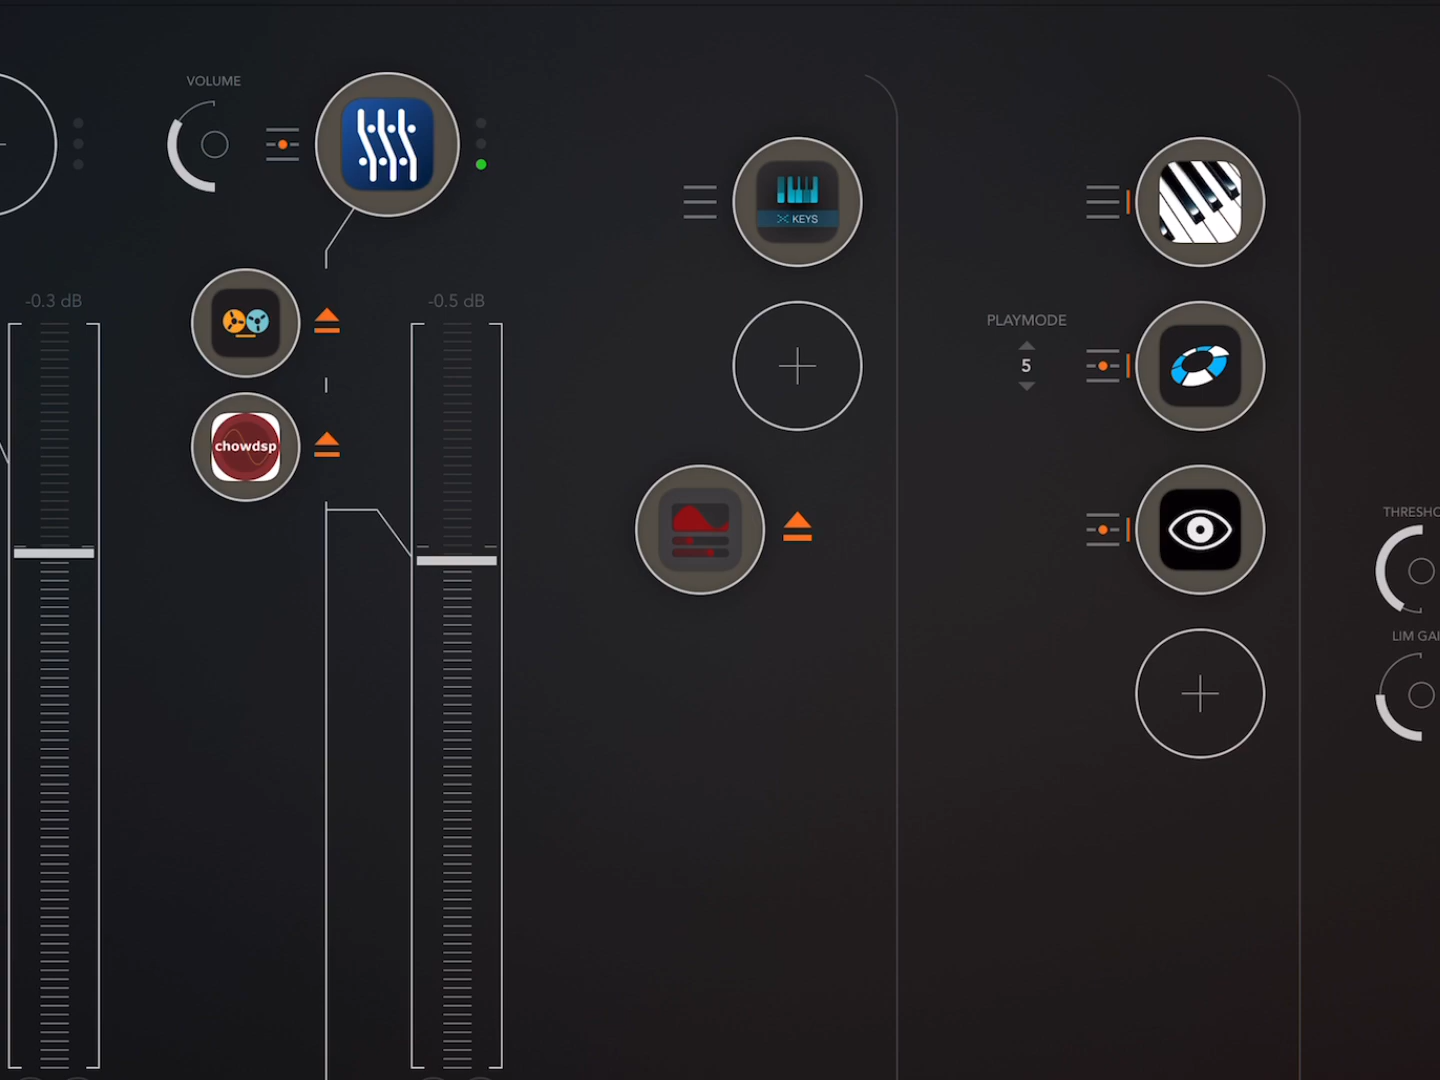 VOLUME
-0.3 dB
-0.5 dB
KEYS
chowdsp
PLAYMODE
5
THRESHO
LIM GAI